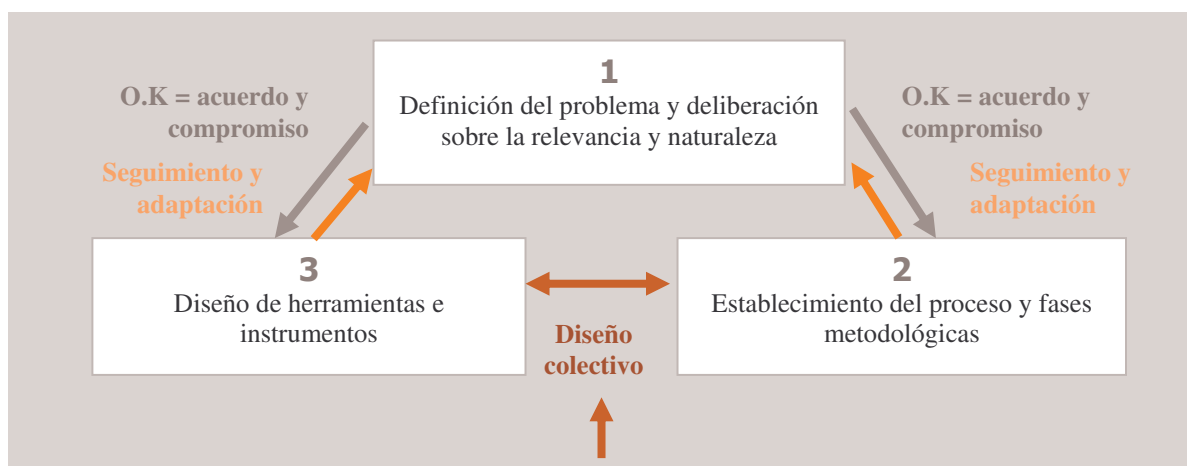 1
Definición del problema y deliberación
sobre la relevancia y naturaleza
O.K = acuerdo y
compromiso
Seguimiento y
adaptación
O.K = acuerdo y
compromiso
Seguimiento y
adaptación
3
Diseño de herramientas e
instrumentos
Diseño
colectivo
2
Establecimiento del proceso y fases
metodológicas